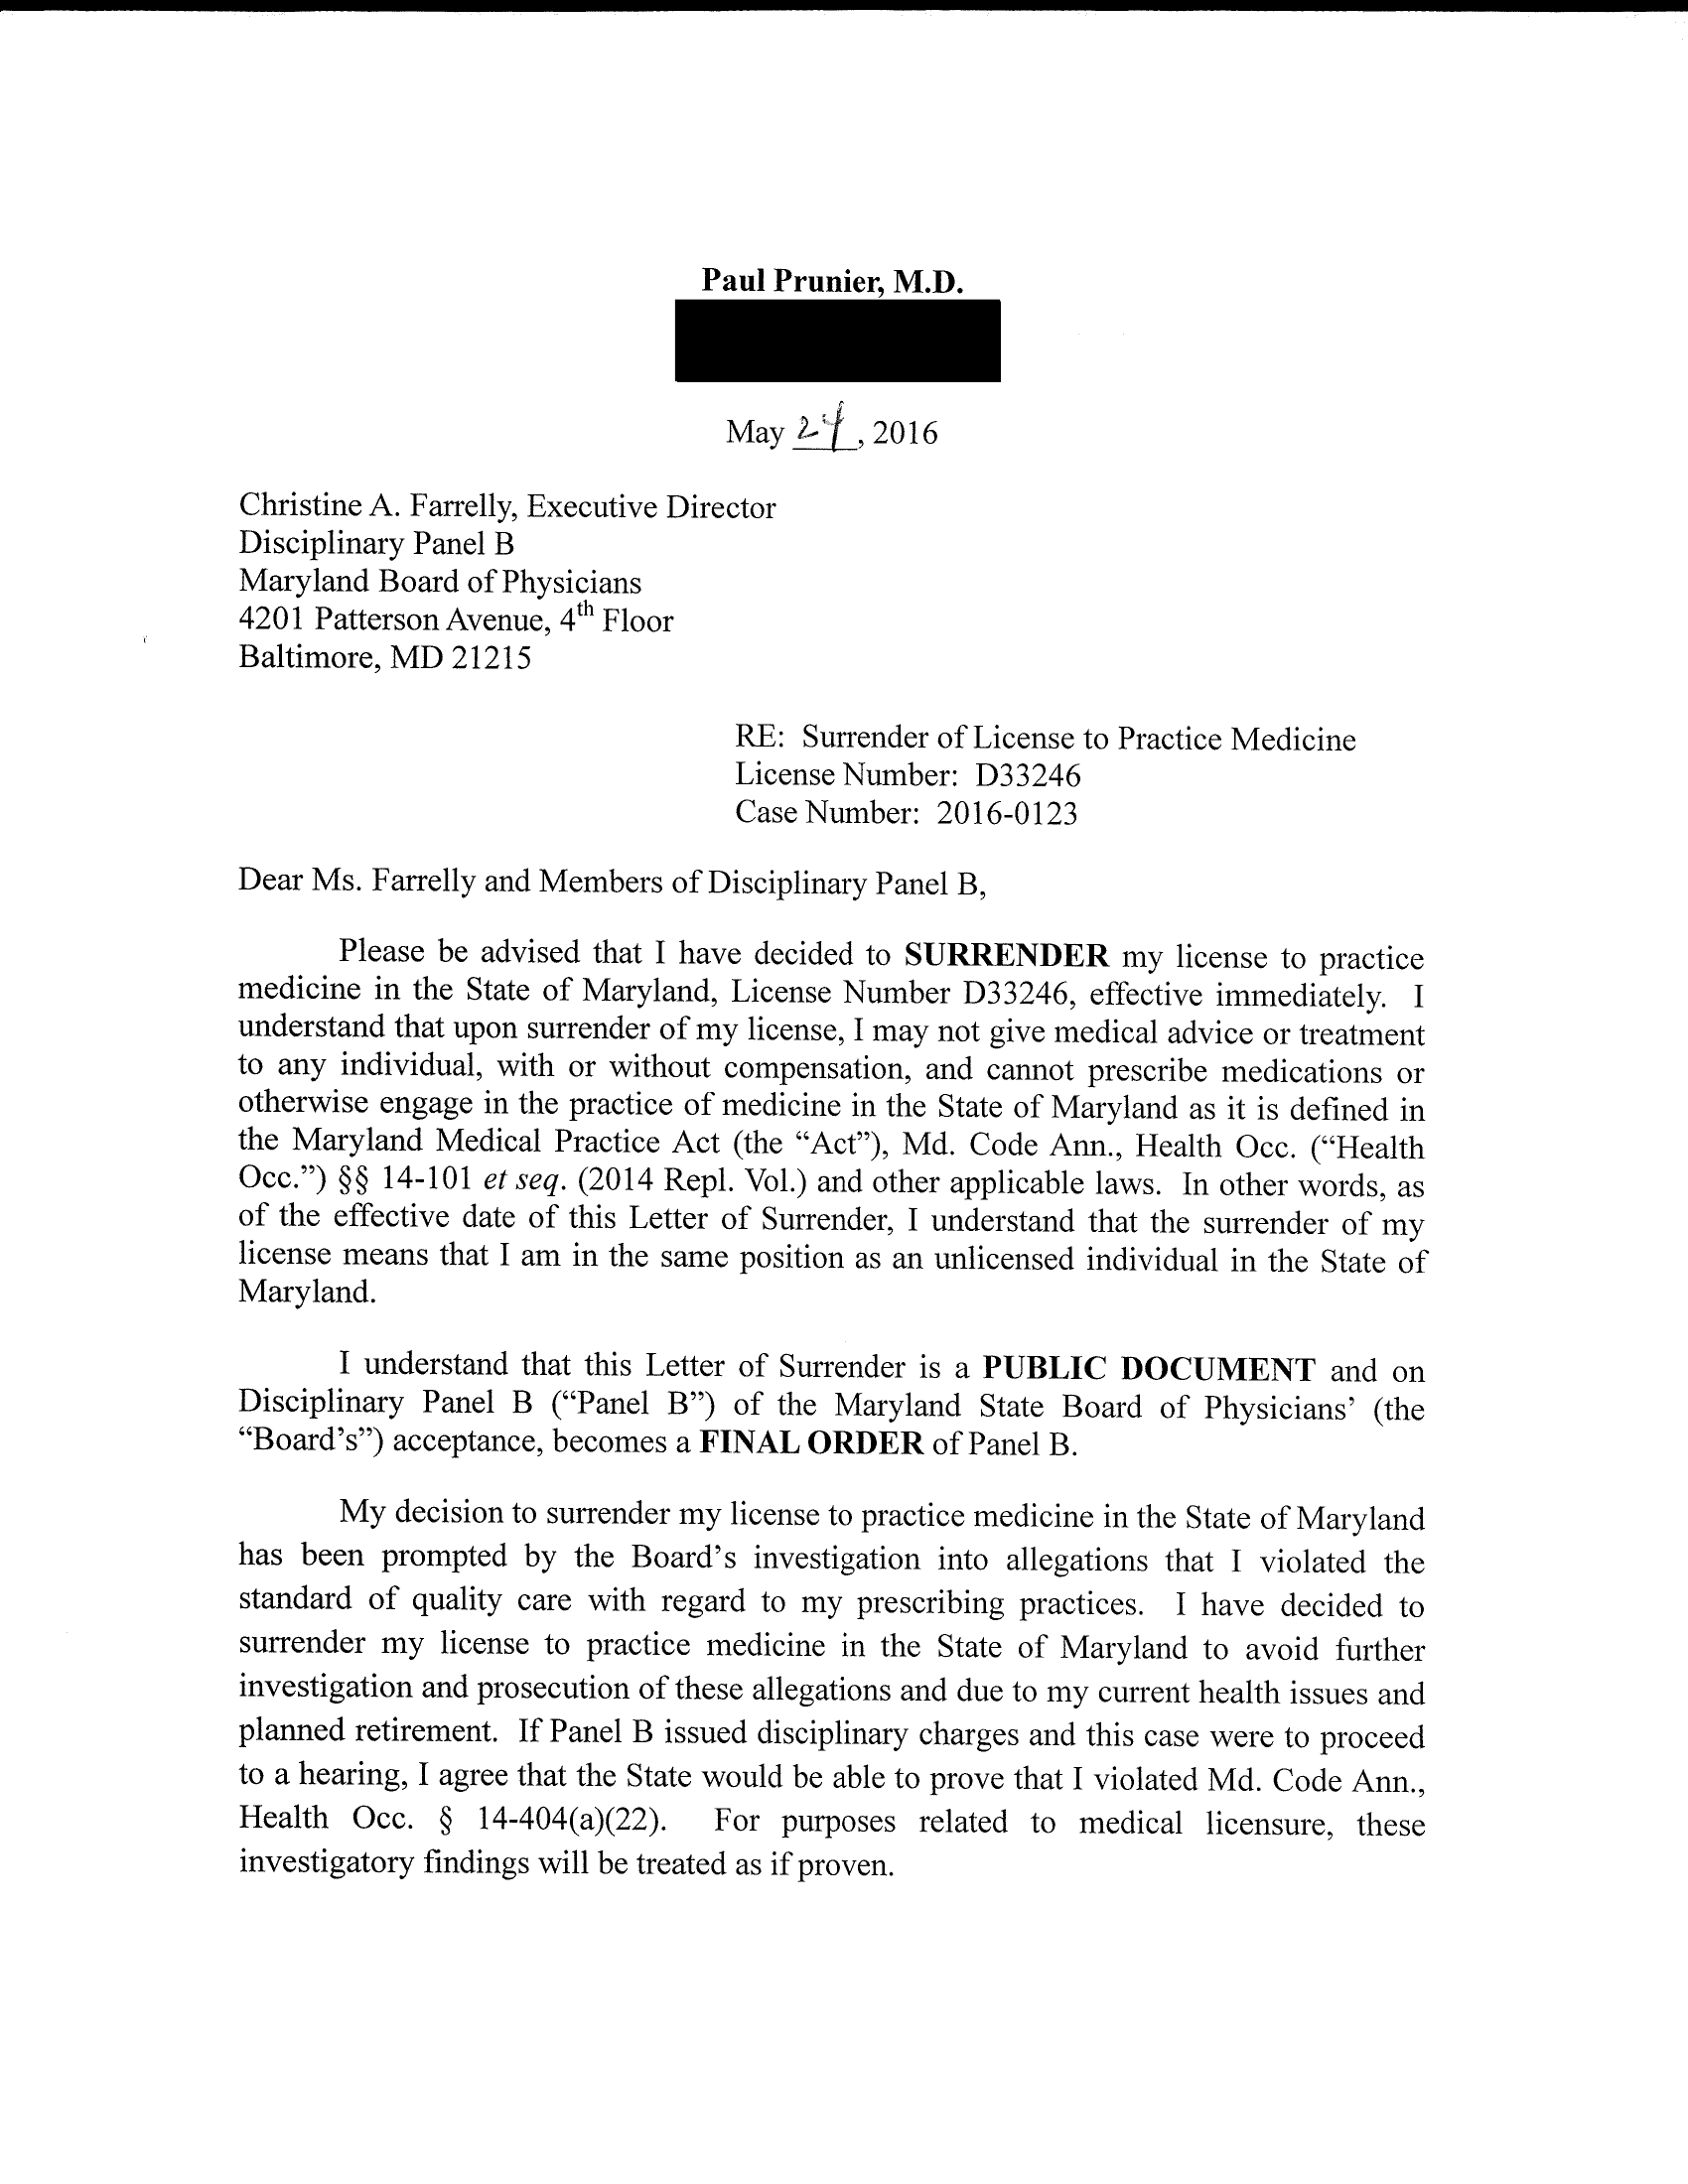 Paul Prunier, M.D.
May 24, 2016
Christine A. Farrelly, Executive Director
Disciplinary Panel B
Maryland Board of Physicians
4201 Patterson Avenue, 4th Floor
Baltimore, MD 21215
RE: Surrender of License to Practice Medicine
License Number: D33246
Case Number: 2016-0123
Dear Ms. Farrelly and Members of Disciplinary Panel B,
Please be advised that I have decided to SURRENDER my license to practice
medicine in the State of Maryland, License Number D33246, effective immediately. I
understand that upon surrender of my license, I may not give medical advice or treatment
to any individual, with or without compensation, and cannot prescribe medications or
otherwise engage in the practice of medicine in the State of Maryland as it is defined in
the Maryland Medical Practice Act (the “Act”), Md. Code Ann., Health Occ. (“Health
Occ.”) §§ 14-101 et seq. (2014 Repl. Vol.) and other applicable laws. In other words, as
of the effective date of this Letter of Surrender, I understand that the surrender of my
license means that I am in the same position as an unlicensed individual in the State of
Maryland.
I understand that this Letter of Surrender is a PUBLIC DOCUMENT and on
Disciplinary Panel B (“Panel B”) of the Maryland State Board of Physicians’ (the
“Board’s”) acceptance, becomes a FINAL ORDER of Panel B.
My decision to surrender my license to practice medicine in the State of Maryland
has been prompted by the Board’s investigation into allegations that I violated the
standard of quality care with regard to my prescribing practices. I have decided to
surrender my license to practice medicine in the State of Maryland to avoid further
investigation and prosecution of these allegations and due to my current health issues and
planned retirement. If Panel B issued disciplinary charges and this case were to proceed
to a hearing, I agree that the State would be able to prove that I violated Md. Code Ann.,
Health Occ. § 14-404(a)(22). For purposes related to medical licensure, these
investigatory findings will be treated as if proven.